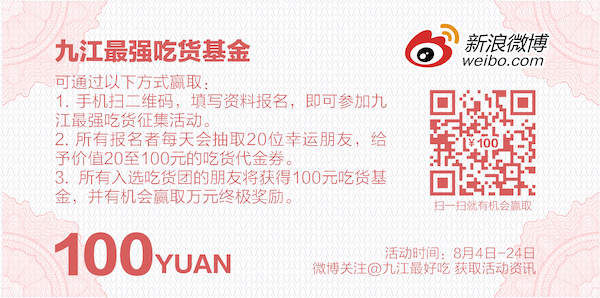 九江最强吃货基金
新浪微博
weibo.com
可通过以下方式赢取：
1. 手机扫二维码，填写资料报名，即可参加九
江最强吃货征集活动。
2. 所有报名者每天会抽取20位幸运朋友，给
予价值20至100元的吃货代金券。
3. 所有入选吃货团的朋友将获得100元吃货基
金，并有机会赢取万元终极奖励。
¥100
扫一扫就有机会赢取
100YUAN
活动时间：8月4日-24日
微博关注@九江最好吃 获取活动资讯